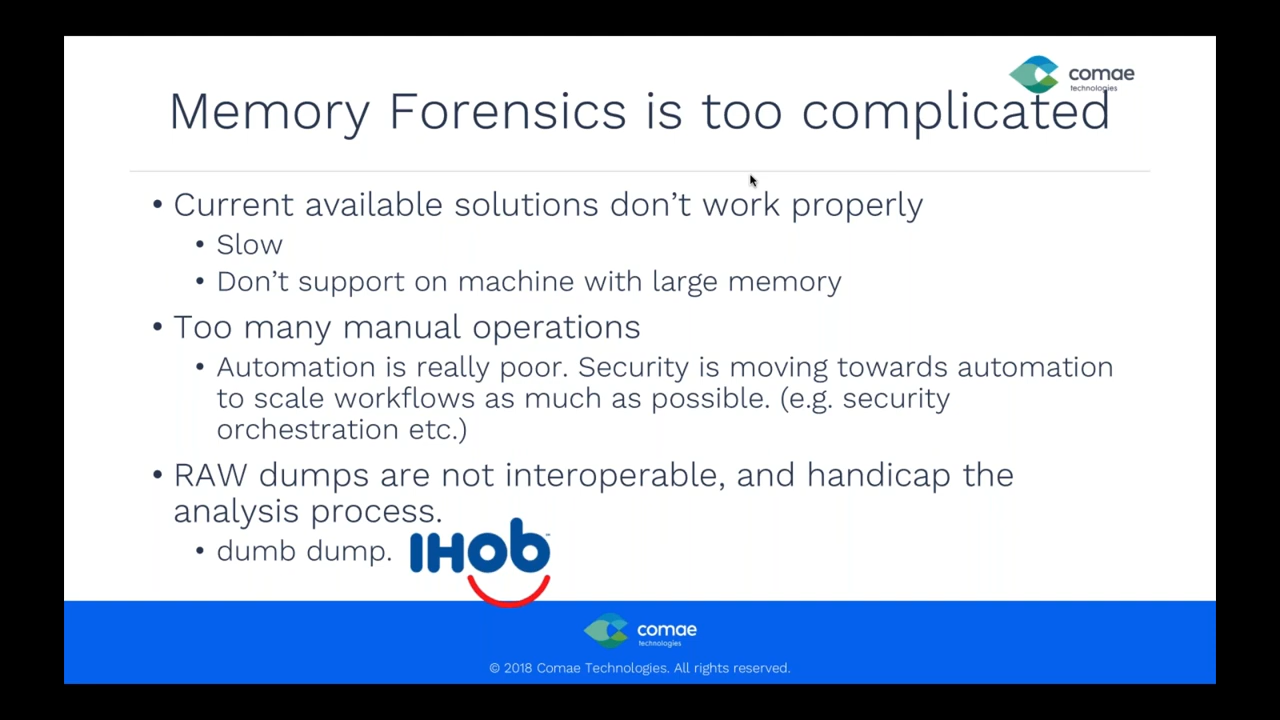 comae
technologies
Memory Forensics is too complicated
• Current available solutions don’t work properly
• Slow
• Don’t support on machine with large memory
• Too many manual operations
• Automation is really poor. Security is moving towards automation
to scale workflows as much as possible. (e.g. security
orchestration etc.)
• RAW dumps are not interoperable, and handicap the
analysis process.
• dumb dump.
IHob™
comae
technologies
© 2018 Comae Technologies. All rights reserved.